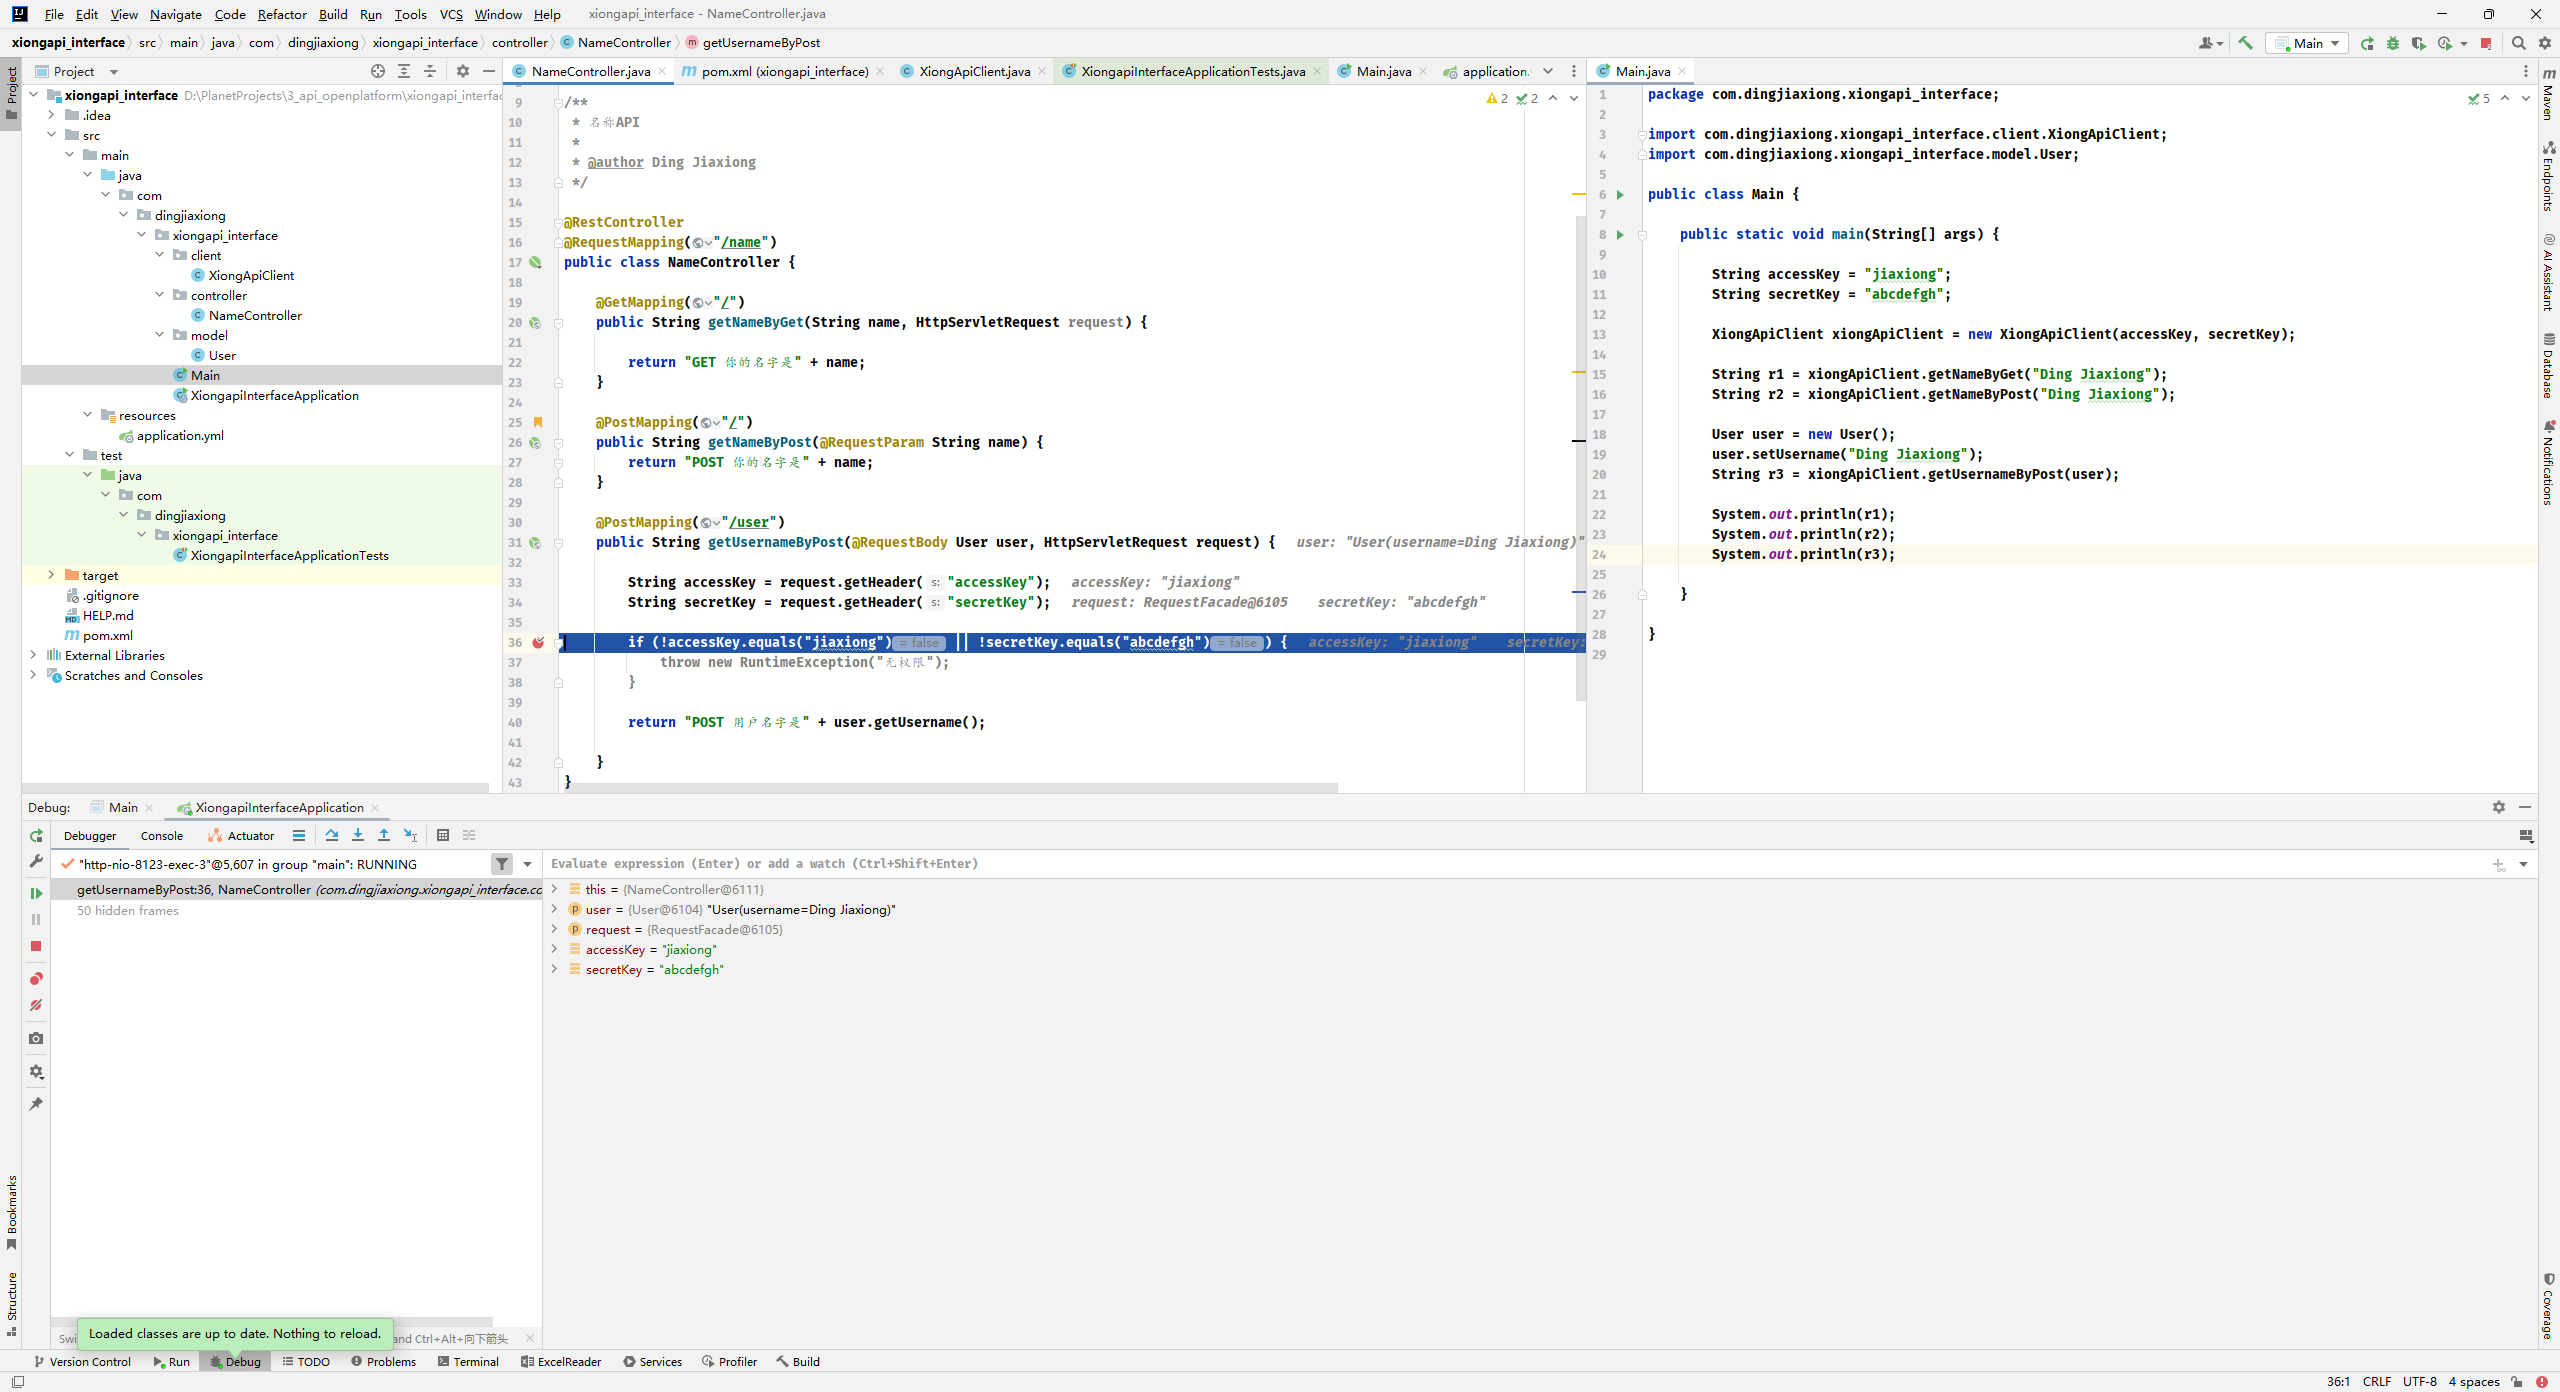 File Edit View Navigate Code Refactor Build Run Tools VCS Window Help xiongapi_interface - NameController.java
xiongapi_interface src main java com dingjiaxiong xiongapi_interface controller NameController getUsernameByPost Main
Project
xiongapi_interface D:\PlanetProjects\3_api_openplatform\xiongapi_interfac
.idea
src
main
java
com
dingjiaxiong
xiongapi_interface
client
XiongApiClient
controller
NameController
model
User
Main
XiongapiInterfaceApplication
resources
application.yml
test
java
com
dingjiaxiong
xiongapi_interface
XiongapiInterfaceApplicationTests
target
.gitignore
HELP.md
pom.xml
External Libraries
Scratches and Consoles
NameController.java pom.xml (xiongapi_interface) XiongApiClient.java XiongapiInterfaceApplicationTests.java Main.java application.
2 2
9 /**
10 * 名称API
11 *
12 * @author Ding Jiaxiong
13 */
14
15 @RestController
16 @RequestMapping("/name")
17 public class NameController {
18
19 @GetMapping("/")
20 public String getNameByGet(String name, HttpServletRequest request) {
21
22 return "GET 你的名字是" + name;
23 }
24
25 @PostMapping("/")
26 public String getNameByPost(@RequestParam String name) {
27 return "POST 你的名字是" + name;
28 }
29
30 @PostMapping("/user")
31 public String getUsernameByPost(@RequestBody User user, HttpServletRequest request) { user: "User(username=Ding Jiaxiong)"
32
33 String accessKey = request.getHeader( s: "accessKey"); accessKey: "jiaxiong"
34 String secretKey = request.getHeader( s: "secretKey"); request: RequestFacade@6105 secretKey: "abcdefgh"
35
36 if (!accessKey.equals("jiaxiong") = false || !secretKey.equals("abcdefgh") = false ) { accessKey: "jiaxiong" secretKey:
37 throw new RuntimeException("无权限");
38 }
39
40 return "POST 用户名字是" + user.getUsername();
41
42 }
43 }
Main.java
5
1 package com.dingjiaxiong.xiongapi_interface;
2
3 import com.dingjiaxiong.xiongapi_interface.client.XiongApiClient;
4 import com.dingjiaxiong.xiongapi_interface.model.User;
5
6 public class Main {
7
8 public static void main(String[] args) {
9
10 String accessKey = "jiaxiong";
11 String secretKey = "abcdefgh";
12
13 XiongApiClient xiongApiClient = new XiongApiClient(accessKey, secretKey);
14
15 String r1 = xiongApiClient.getNameByGet("Ding Jiaxiong");
16 String r2 = xiongApiClient.getNameByPost("Ding Jiaxiong");
17
18 User user = new User();
19 user.setUsername("Ding Jiaxiong");
20 String r3 = xiongApiClient.getUsernameByPost(user);
21
22 System.out.println(r1);
23 System.out.println(r2);
24 System.out.println(r3);
25
26 }
27
28 }
29
Maven
Endpoints
AI Assistant
Database
Notifications
Coverage
Project
Bookmarks
Structure
Debug: Main XiongapiInterfaceApplication
Debugger Console Actuator
"http-nio-8123-exec-3"@5,607 in group "main": RUNNING
getUsernameByPost:36, NameController (com.dingjiaxiong.xiongapi_interface.co
50 hidden frames
Evaluate expression (Enter) or add a watch (Ctrl+Shift+Enter)
this = {NameController@6111}
user = {User@6104} "User(username=Ding Jiaxiong)"
request = {RequestFacade@6105}
accessKey = "jiaxiong"
secretKey = "abcdefgh"
Swi and Ctrl+Alt+向下箭头
Loaded classes are up to date. Nothing to reload.
Version Control Run Debug TODO Problems Terminal ExcelReader Services Profiler Build
36:1 CRLF UTF-8 4 spaces